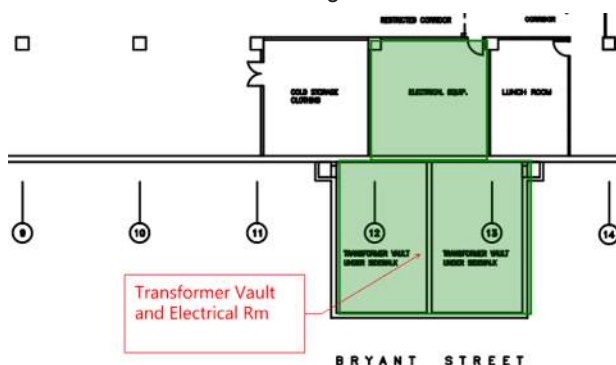 RESTRICTED CORRIDOR
CORRIDOR
COLD STORAGE
CLOTHING
ELECTRICAL EQUIP.
LUNCH ROOM
9
10
11
12
13
14
TRANSFORMER VAULT
UNDER SIDEWALK
TRANSFORMER VAULT
UNDER SIDEWALK
Transformer Vault
and Electrical Rm
BRYANT STREET